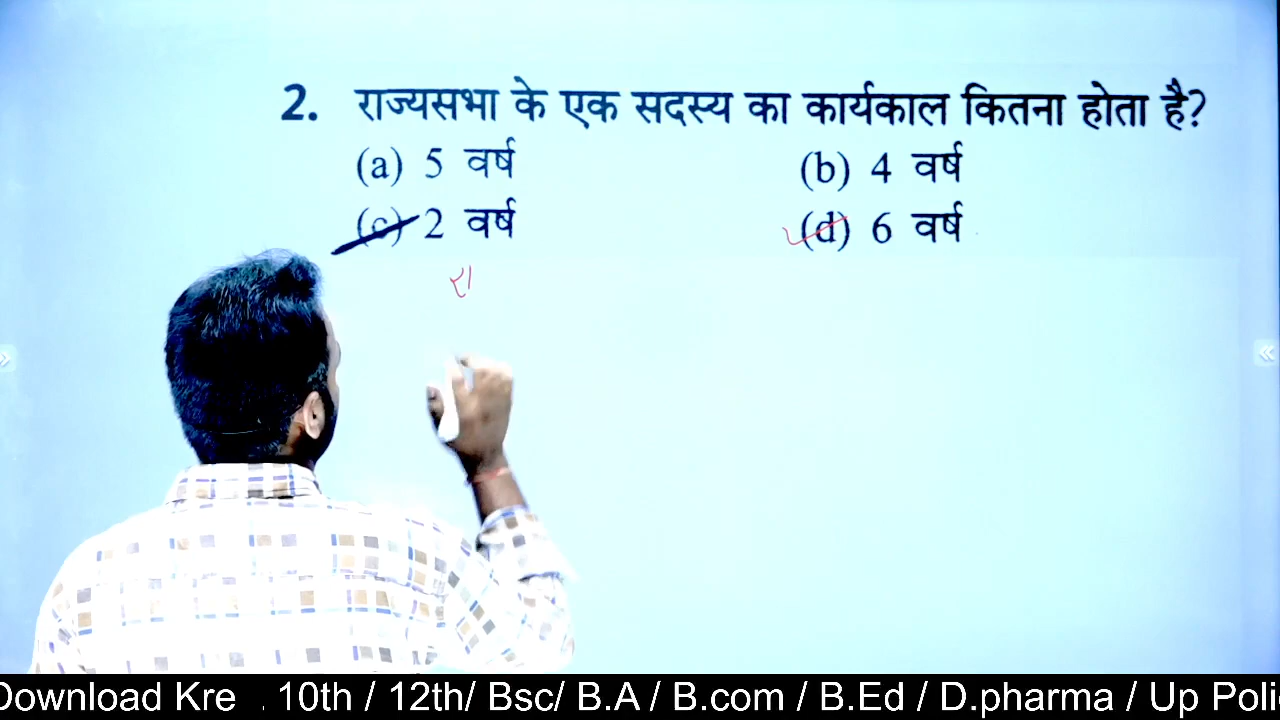 2. राज्यसभा के एक सदस्य का कार्यकाल कितना होता है?
(a) 5 वर्ष (b) 4 वर्ष
(c) 2 वर्ष (d) 6 वर्ष
रा
Download Kre . 10th / 12th/ Bsc/ B.A / B.com / B.Ed / D.pharma / Up Poli